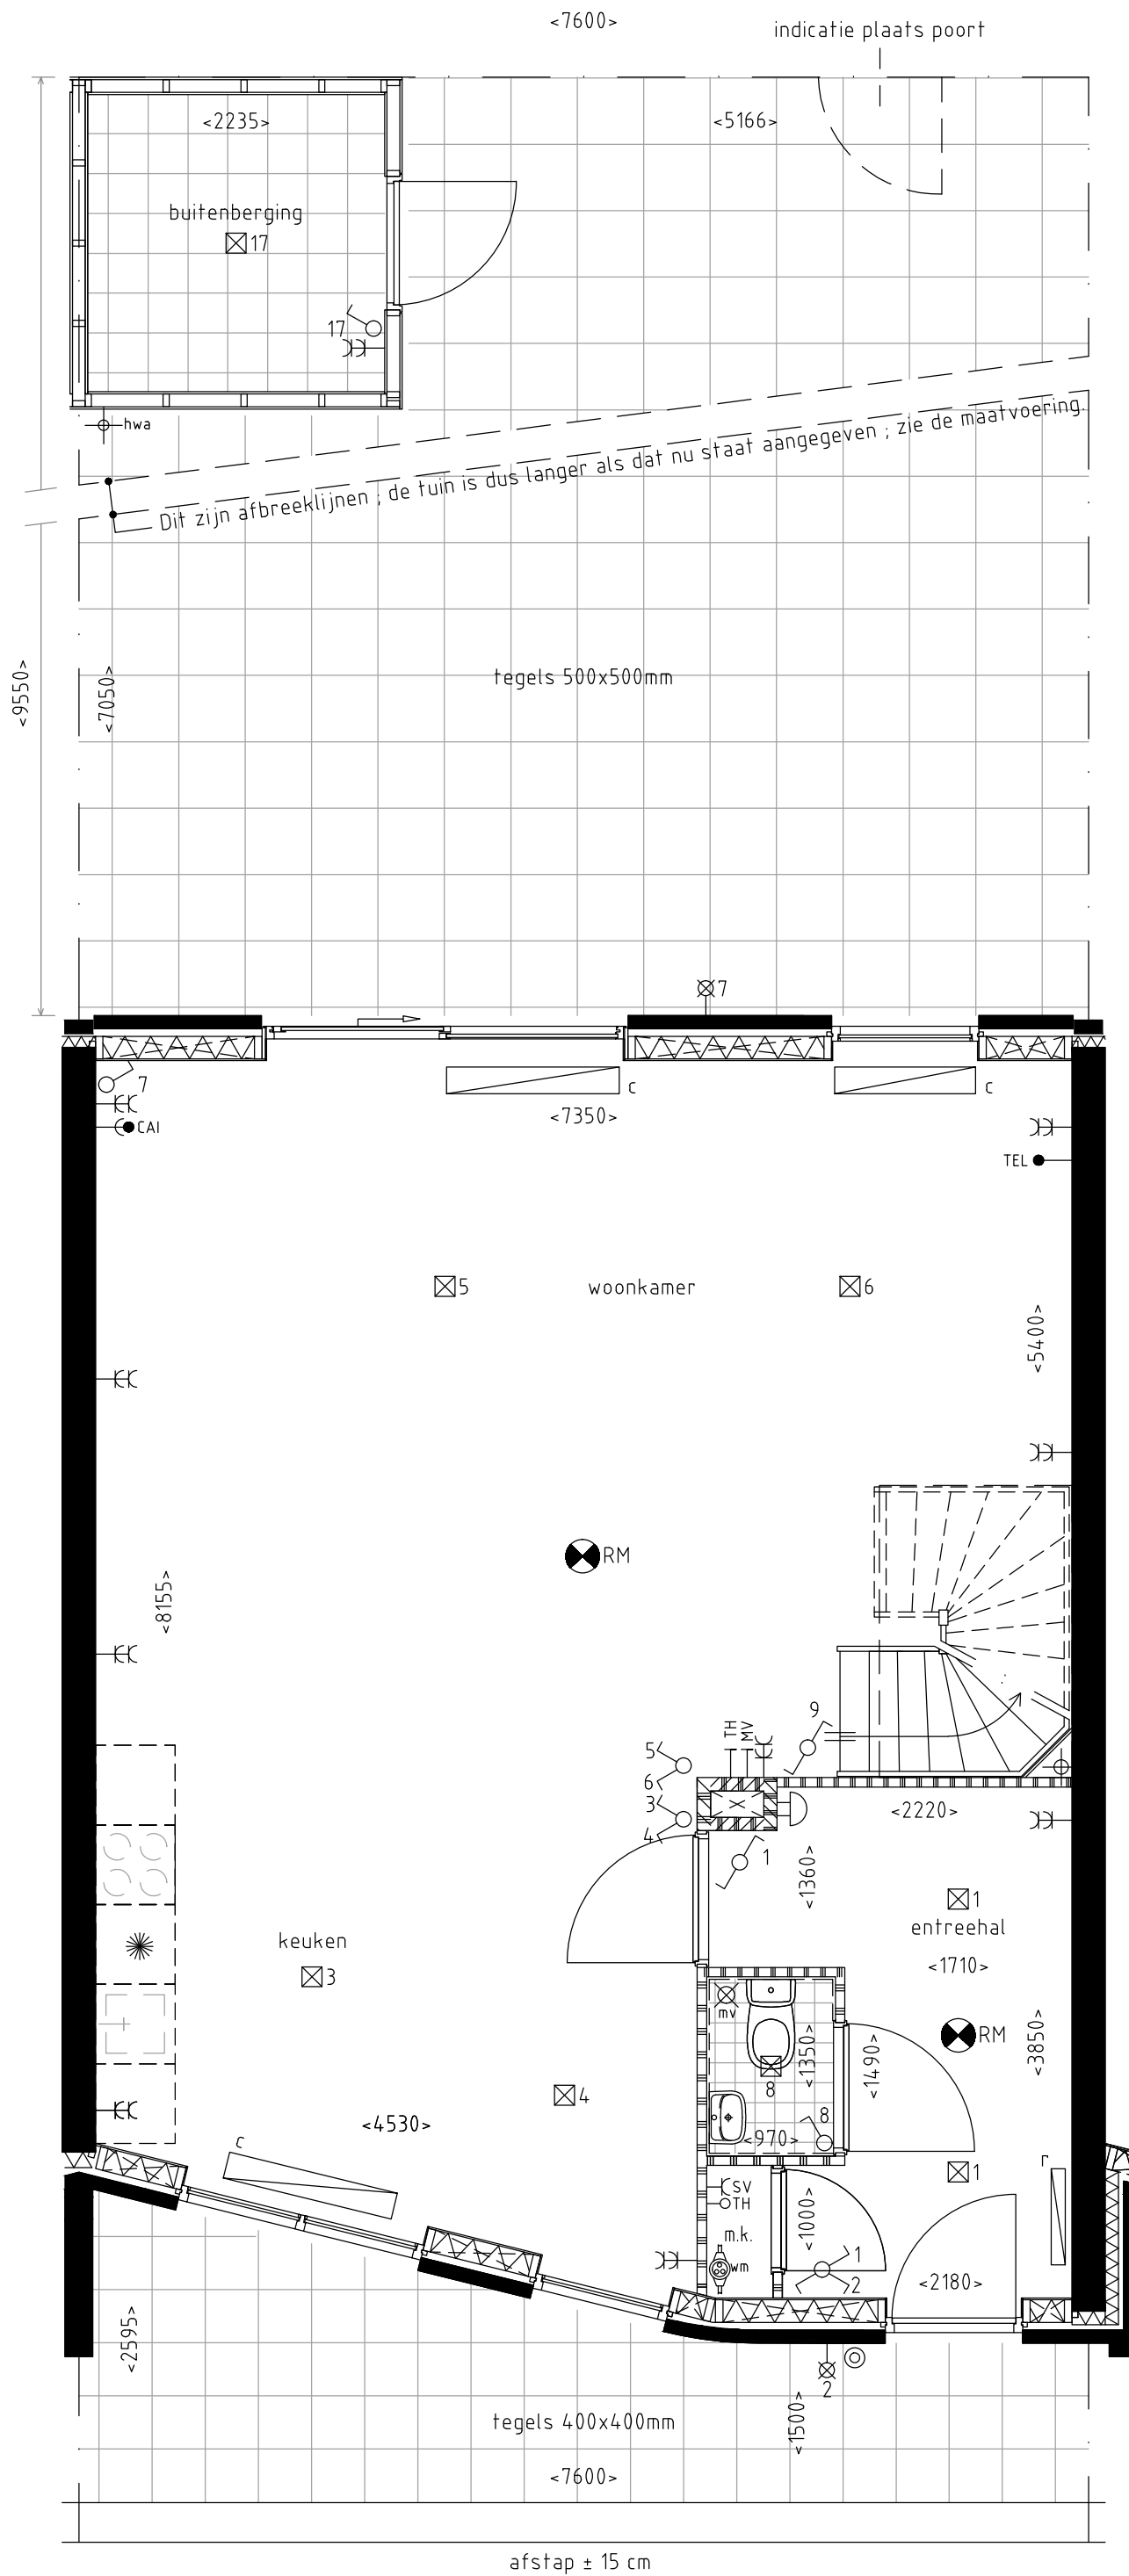 <7600>
indicatie plaats poort
<2235>
<5166>
buitenberging
17
17
hwa
Dit zijn afbreeklijnen ; de tuin is dus langer als dat nu staat aangegeven ; zie de maatvoering.
<9550>
<7050>
tegels 500x500mm
7
7
c
c
<7350>
CAI
TEL
5
woonkamer
6
<5400>
RM
<8155>
9
TH
MV
5
6
3
4
<2220>
1
<1360>
1
entreehal
keuken
3
<1710>
mv
RM
<1350>
<1490>
<3850>
8
4
8
<4530>
<970>
c
1
r
SV
TH
<1000>
m.k.
wm
1
2
<2180>
<2595>
2
<1500>
tegels 400x400mm
<7600>
afstap ± 15 cm